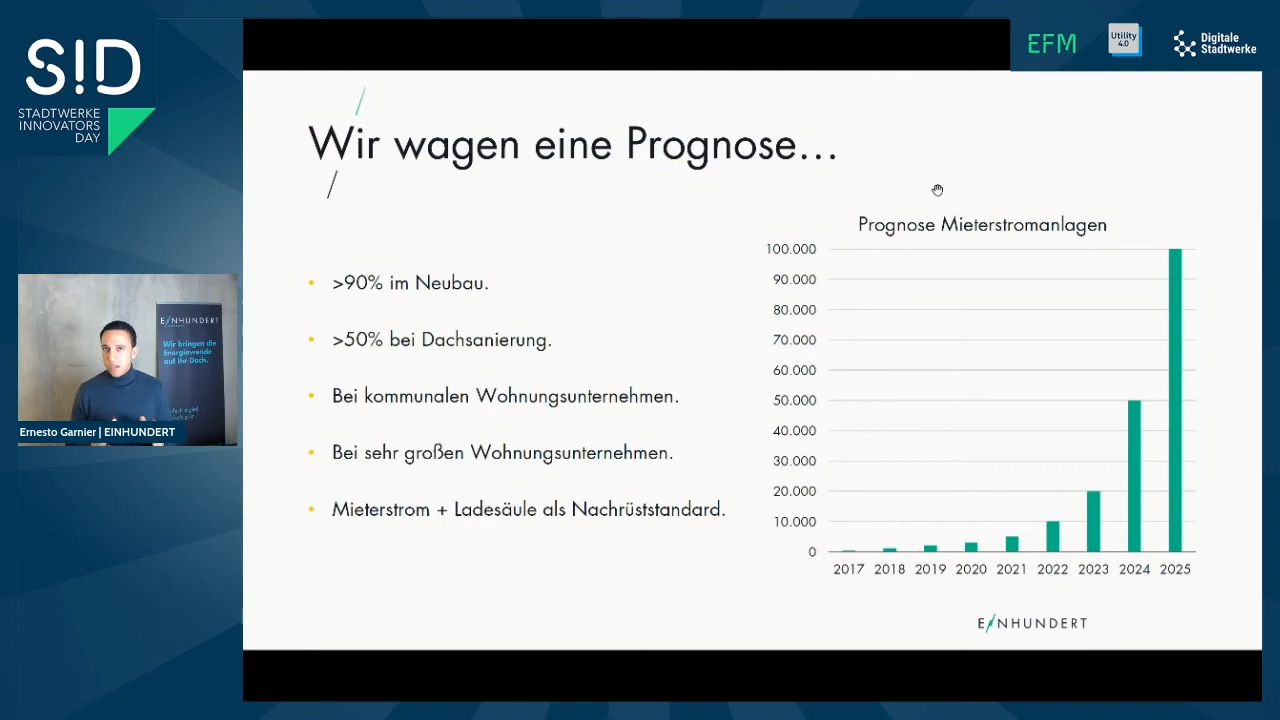 S!D
STADTWERKE
INNOVATORS
DAY
EFM
Utility
4.0
Digitale
Stadtwerke
Wir wagen eine Prognose...
>90% im Neubau.
>50% bei Dachsanierung.
Bei kommunalen Wohnungsunternehmen.
Bei sehr großen Wohnungsunternehmen.
Mieterstrom + Ladesäule als Nachrüststandard.
Prognose Mieterstromanlagen
100.000
90.000
80.000
70.000
60.000
50.000
40.000
30.000
20.000
10.000
0
2017 2018 2019 2020 2021 2022 2023 2024 2025
E/NHUNDERT
E/NHUNDERT
Wir bringen die
Energiewende
auf Ihr Dach.
Ernesto Garnier | EINHUNDERT